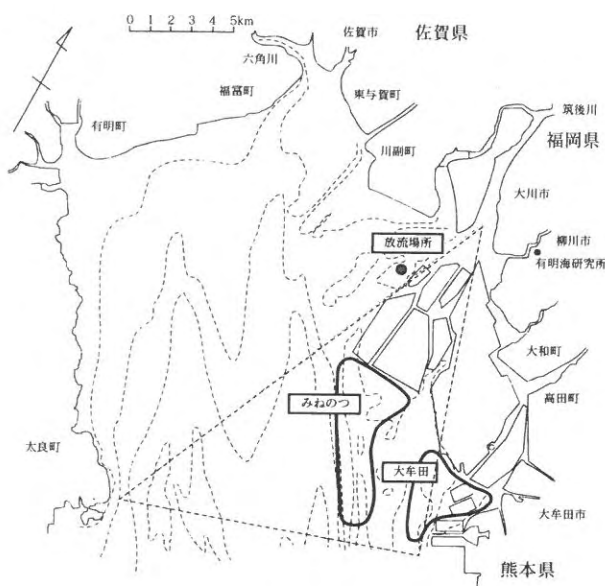 0 1 2 3 4 5km
佐賀市
佐賀県
六角川
福富町
東与賀町
有明町
川副町
筑後川
福岡県
大川市
放流場所
柳川市
有明海研究所
大和町
みねのつ
高田町
太良町
大牟田
大牟田市
熊本県